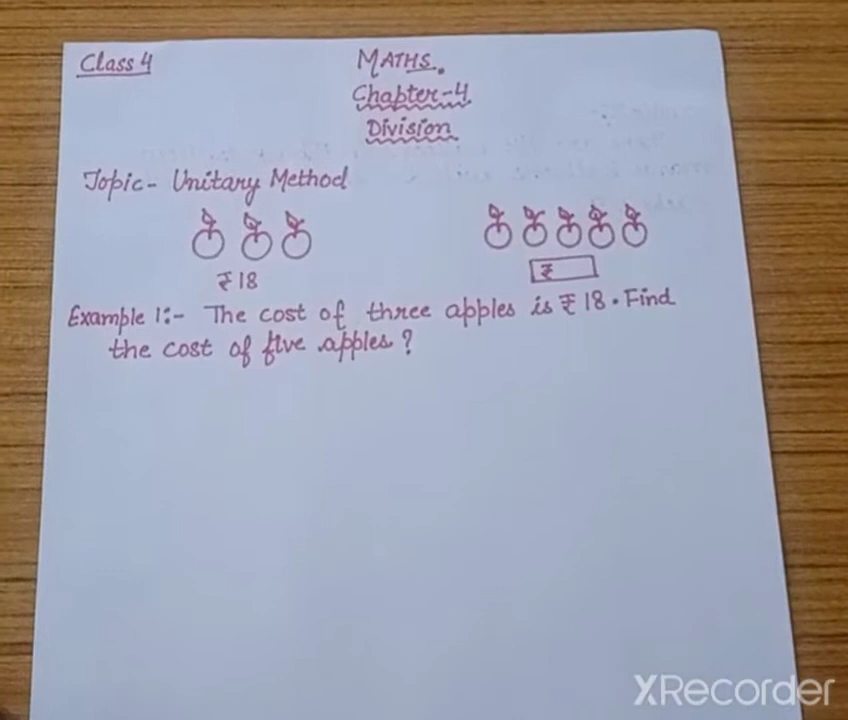 Class 4
MATHS.
Chapter-4
Division
Topic- Unitary Method
₹18
₹
Example 1:- The cost of three apples is ₹ 18. Find
the cost of five apples ?
XRecorder